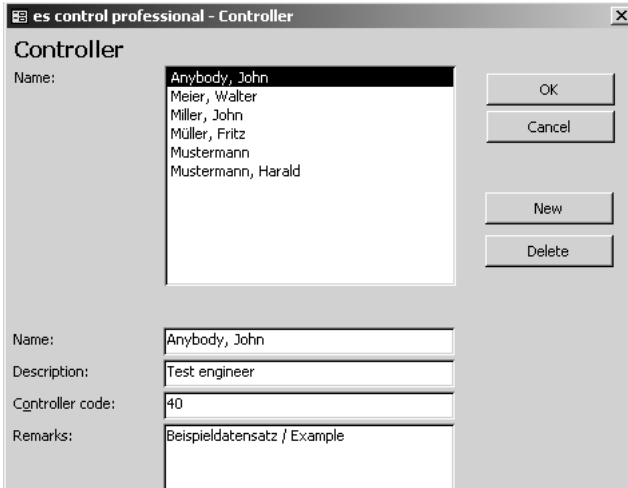 es control professional - Controller
Controller
Name:
Anybody, John
Meier, Walter
Miller, John
Müller, Fritz
Mustermann
Mustermann, Harald
OK
Cancel
New
Delete
Name:
Anybody, John
Description:
Test engineer
Controller code:
40
Remarks:
Beispieldatensatz / Example